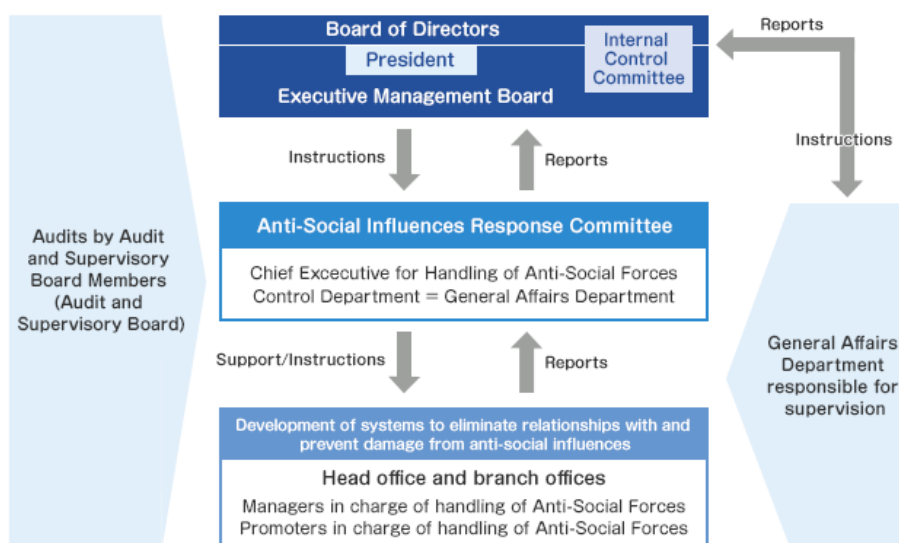 Board of Directors
President
Internal
Control
Committee
Executive Management Board
Reports
Instructions
Instructions
Reports
Audits by Audit
and Supervisory
Board Members
(Audit and
Supervisory Board)
Anti-Social Influences Response Committee
Chief Excecutive for Handling of Anti-Social Forces
Control Department = General Affairs Department
Support/Instructions
Reports
General Affairs
Department
responsible for
supervision
Development of systems to eliminate relationships with and
prevent damage from anti-social influences
Head office and branch offices
Managers in charge of handling of Anti-Social Forces
Promoters in charge of handling of Anti-Social Forces